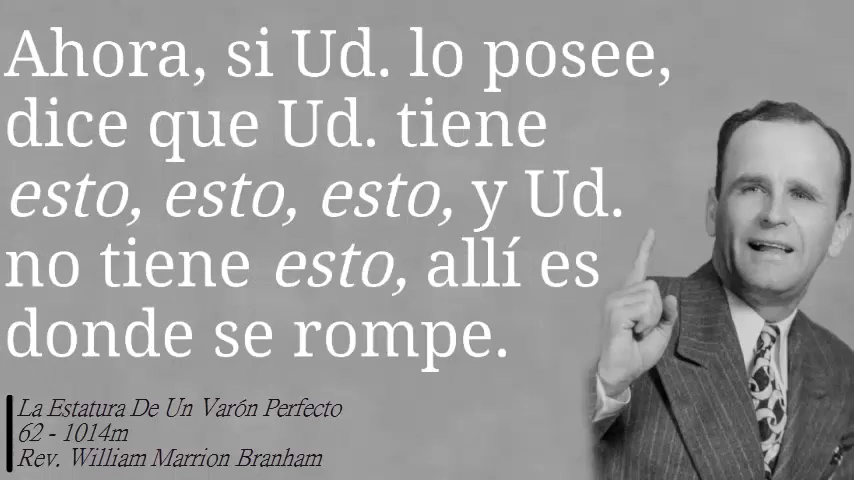 Ahora, si Ud. lo posee,
dice que Ud. tiene
esto, esto, esto, y Ud.
no tiene esto, allí es
donde se rompe.
La Estatura De Un Varón Perfecto
62 - 1014m
Rev. William Marrion Branham